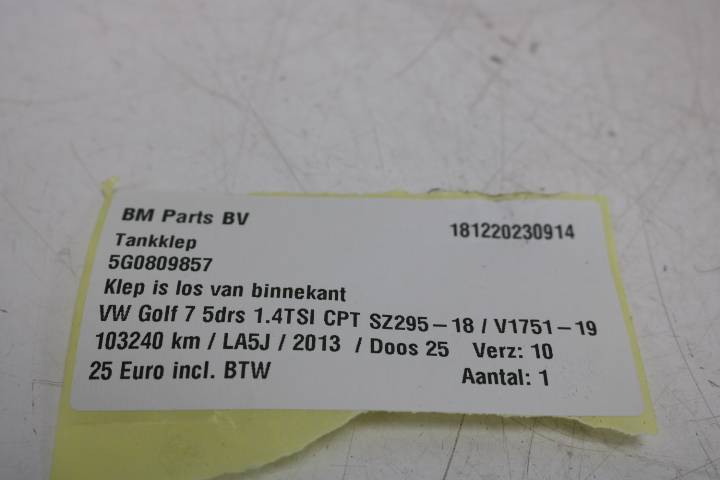 BM Parts BV 181220230914
Tankklep
5G0809857
Klep is los van binnekant
VW Golf 7 5drs 1.4TSI CPT SZ295-18 / V1751-19
103240 km / LA5J / 2013 / Doos 25 Verz: 10
25 Euro incl. BTW Aantal: 1